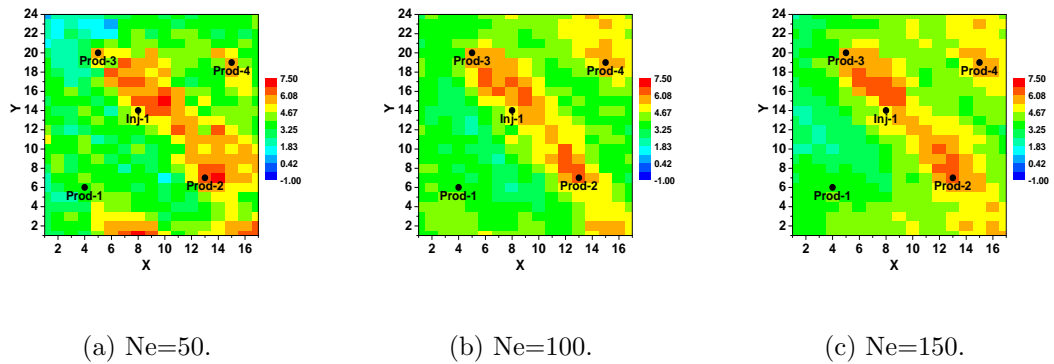 24
22
20
18
16
14
12
10
8
6
4
2
Y
2 4 6 8 10 12 14 16
X
Prod-3
Prod-4
Inj-1
Prod-2
Prod-1
7.50
6.08
4.67
3.25
1.83
0.42
-1.00
(a) Ne=50.
24
22
20
18
16
14
12
10
8
6
4
2
Y
2 4 6 8 10 12 14 16
X
Prod-3
Prod-4
Inj-1
Prod-2
Prod-1
7.50
6.08
4.67
3.25
1.83
0.42
-1.00
(b) Ne=100.
24
22
20
18
16
14
12
10
8
6
4
2
Y
2 4 6 8 10 12 14 16
X
Prod-3
Prod-4
Inj-1
Prod-2
Prod-1
7.50
6.08
4.67
3.25
1.83
0.42
-1.00
(c) Ne=150.